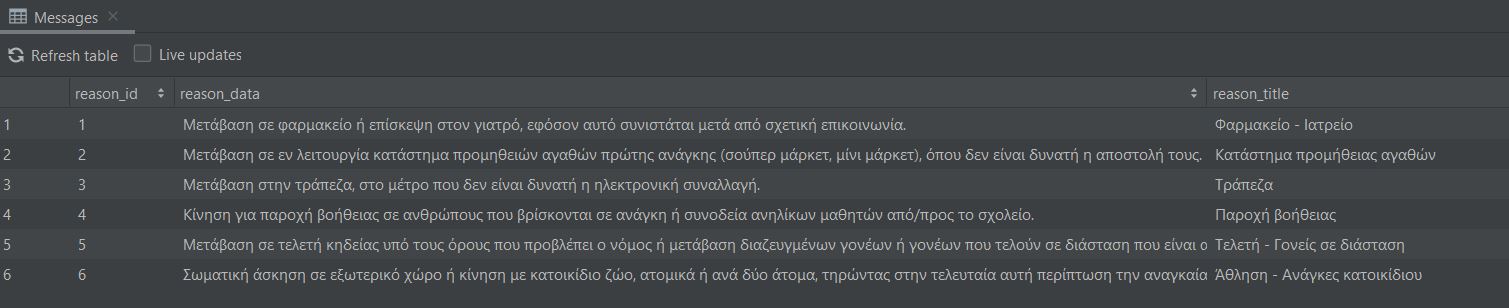 Messages
Refresh table Live updates
reason_id reason_data reason_title
1 1 Μετάβαση σε φαρμακείο ή επίσκεψη στον γιατρό, εφόσον αυτό συνιστάται μετά από σχετική επικοινωνία. Φαρμακείο - Ιατρείο
2 2 Μετάβαση σε εν λειτουργία κατάστημα προμηθειών αγαθών πρώτης ανάγκης (σούπερ μάρκετ, μίνι μάρκετ), όπου δεν είναι δυνατή η αποστολή τους. Κατάστημα προμήθειας αγαθών
3 3 Μετάβαση στην τράπεζα, στο μέτρο που δεν είναι δυνατή η ηλεκτρονική συναλλαγή. Τράπεζα
4 4 Κίνηση για παροχή βοήθειας σε ανθρώπους που βρίσκονται σε ανάγκη ή συνοδεία ανηλίκων μαθητών από/προς το σχολείο. Παροχή βοήθειας
5 5 Μετάβαση σε τελετή κηδείας υπό τους όρους που προβλέπει ο νόμος ή μετάβαση διαζευγμένων γονέων ή γονέων που τελούν σε διάσταση που είναι Τελετή - Γονείς σε διάσταση
6 6 Σωματική άσκηση σε εξωτερικό χώρο ή κίνηση με κατοικίδιο ζώο, ατομικά ή ανά δύο άτομα, τηρώντας στην τελευταία αυτή περίπτωση την αναγκαία Άθληση - Ανάγκες κατοικίδιου